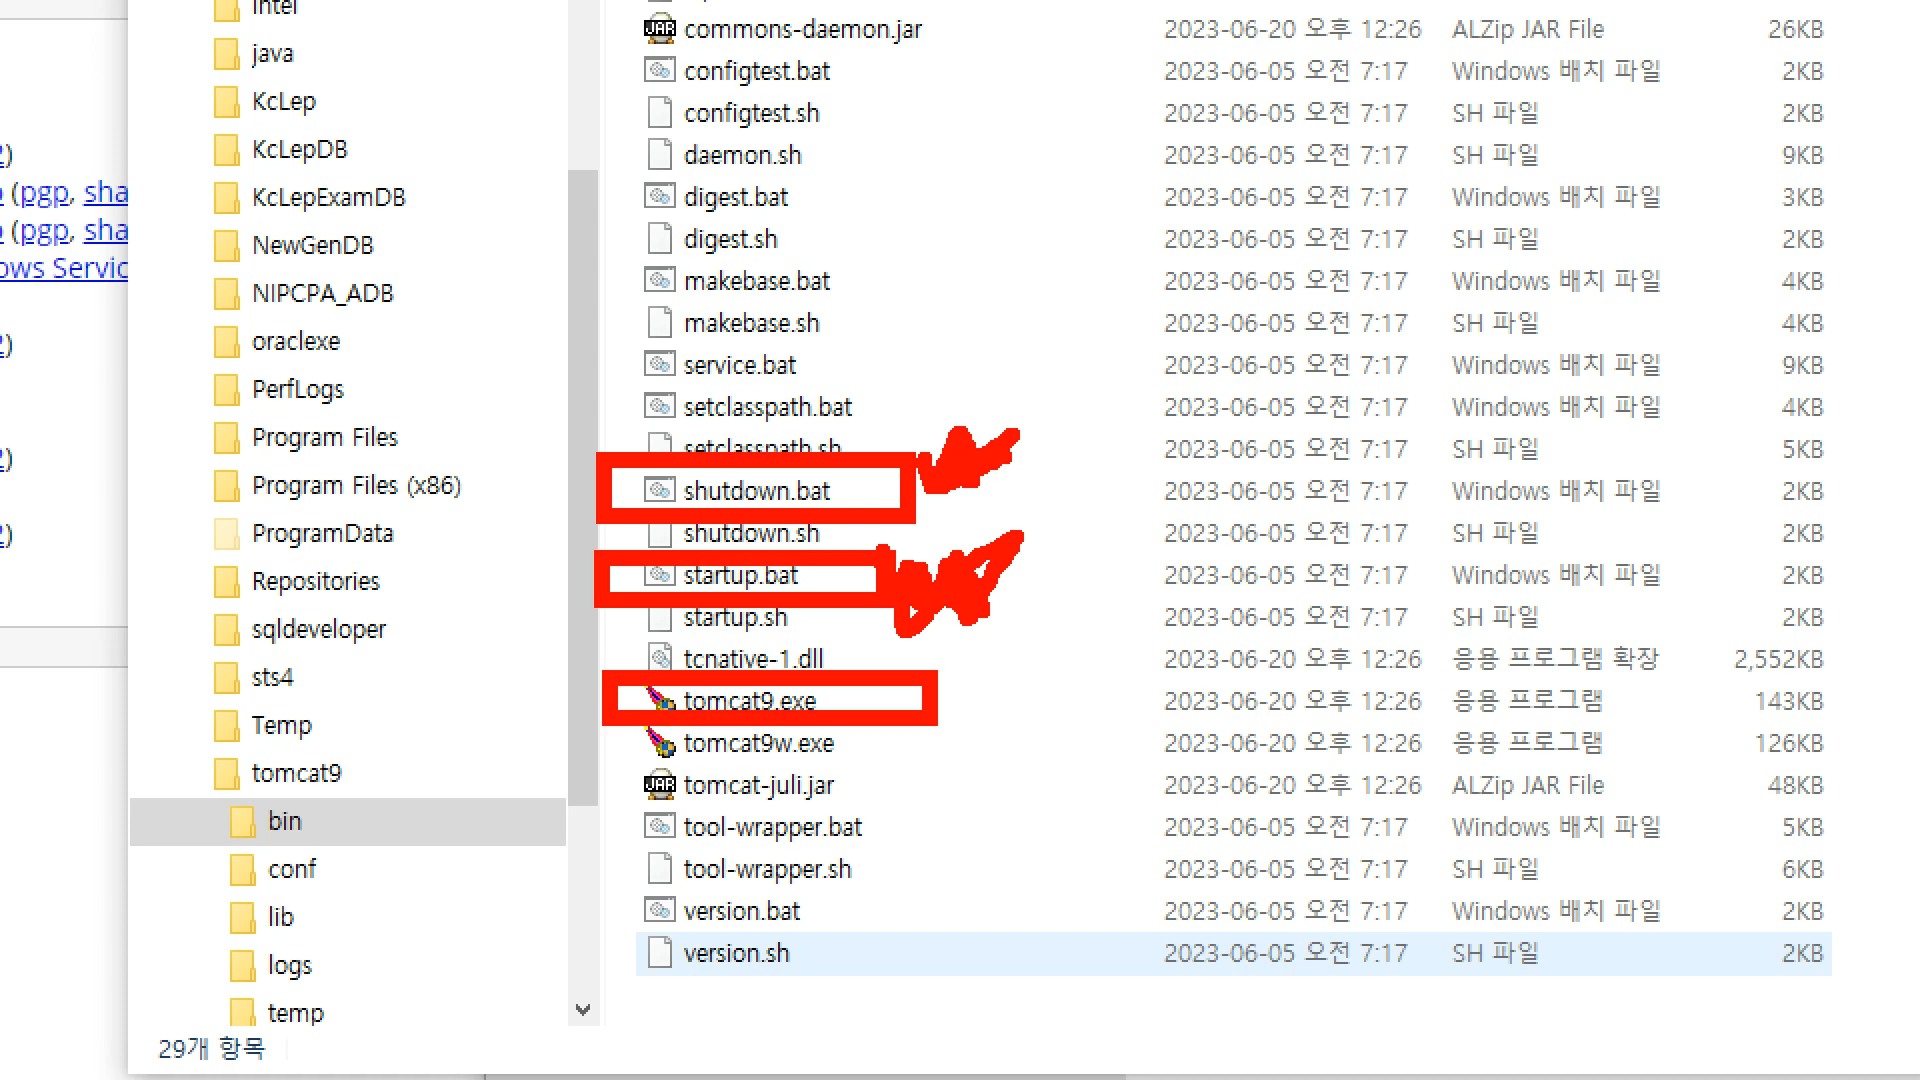 Intel
java
KcLep
KcLepDB
KcLepExamDB
NewGenDB
NIPCPA_ADB
oraclexe
PerfLogs
Program Files
Program Files (x86)
ProgramData
Repositories
sqldeveloper
sts4
Temp
tomcat9
bin
conf
lib
logs
temp
29개 항목
(pgp, sha
(pgp, sha
ows Servic
commons-daemon.jar 2023-06-20 오후 12:26 ALZip JAR File 26KB
configtest.bat 2023-06-05 오전 7:17 Windows 배치 파일 2KB
configtest.sh 2023-06-05 오전 7:17 SH 파일 2KB
daemon.sh 2023-06-05 오전 7:17 SH 파일 9KB
digest.bat 2023-06-05 오전 7:17 Windows 배치 파일 3KB
digest.sh 2023-06-05 오전 7:17 SH 파일 2KB
makebase.bat 2023-06-05 오전 7:17 Windows 배치 파일 4KB
makebase.sh 2023-06-05 오전 7:17 SH 파일 4KB
service.bat 2023-06-05 오전 7:17 Windows 배치 파일 9KB
setclasspath.bat 2023-06-05 오전 7:17 Windows 배치 파일 4KB
setclasspath.sh 2023-06-05 오전 7:17 SH 파일 5KB
shutdown.bat 2023-06-05 오전 7:17 Windows 배치 파일 2KB
shutdown.sh 2023-06-05 오전 7:17 SH 파일 2KB
startup.bat 2023-06-05 오전 7:17 Windows 배치 파일 2KB
startup.sh 2023-06-05 오전 7:17 SH 파일 2KB
tcnative-1.dll 2023-06-20 오후 12:26 응용 프로그램 확장 2,552KB
tomcat9.exe 2023-06-20 오후 12:26 응용 프로그램 143KB
tomcat9w.exe 2023-06-20 오후 12:26 응용 프로그램 126KB
tomcat-juli.jar 2023-06-20 오후 12:26 ALZip JAR File 48KB
tool-wrapper.bat 2023-06-05 오전 7:17 Windows 배치 파일 5KB
tool-wrapper.sh 2023-06-05 오전 7:17 SH 파일 6KB
version.bat 2023-06-05 오전 7:17 Windows 배치 파일 2KB
version.sh 2023-06-05 오전 7:17 SH 파일 2KB